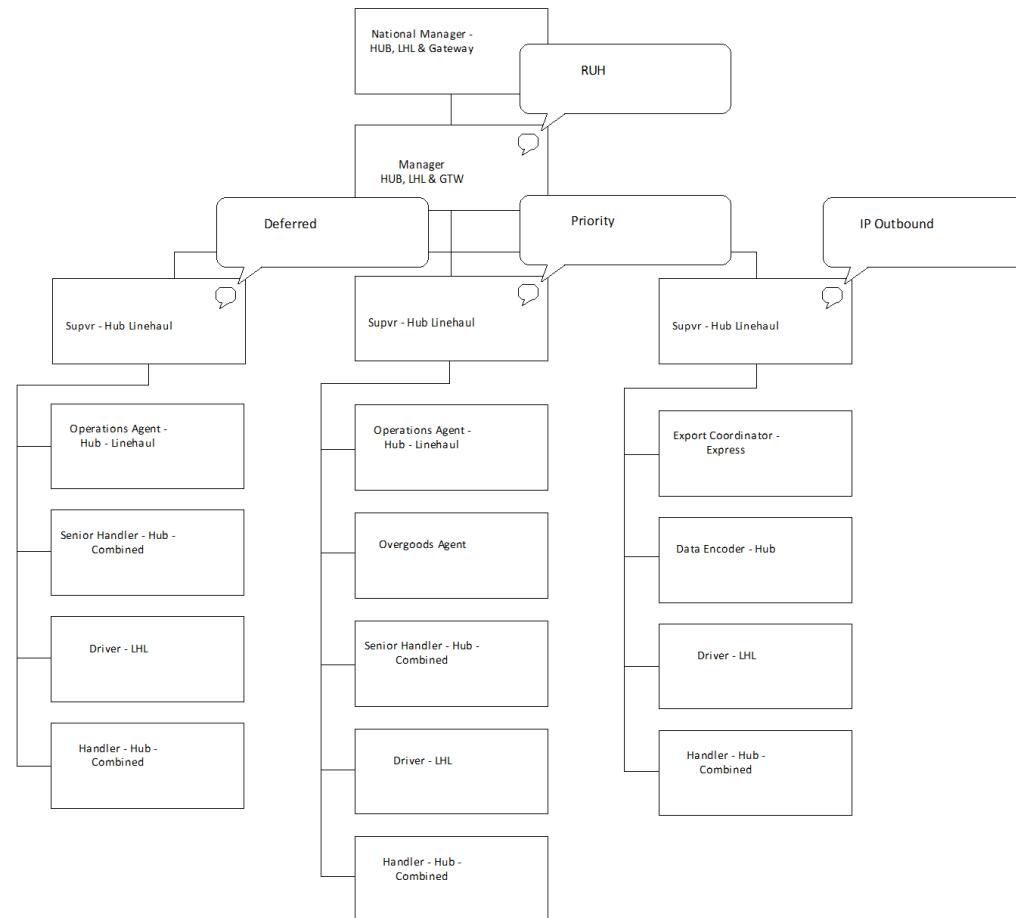 National Manager -
HUB, LHL & Gateway
RUH
Manager
HUB, LHL & GTW
Deferred
Priority
IP Outbound
Supvr - Hub Linehaul
Supvr - Hub Linehaul
Supvr - Hub Linehaul
Operations Agent -
Hub - Linehaul
Senior Handler - Hub -
Combined
Driver - LHL
Handler - Hub -
Combined
Operations Agent -
Hub - Linehaul
Overgoods Agent
Senior Handler - Hub -
Combined
Driver - LHL
Handler - Hub -
Combined
Export Coordinator -
Express
Data Encoder - Hub
Driver - LHL
Handler - Hub -
Combined